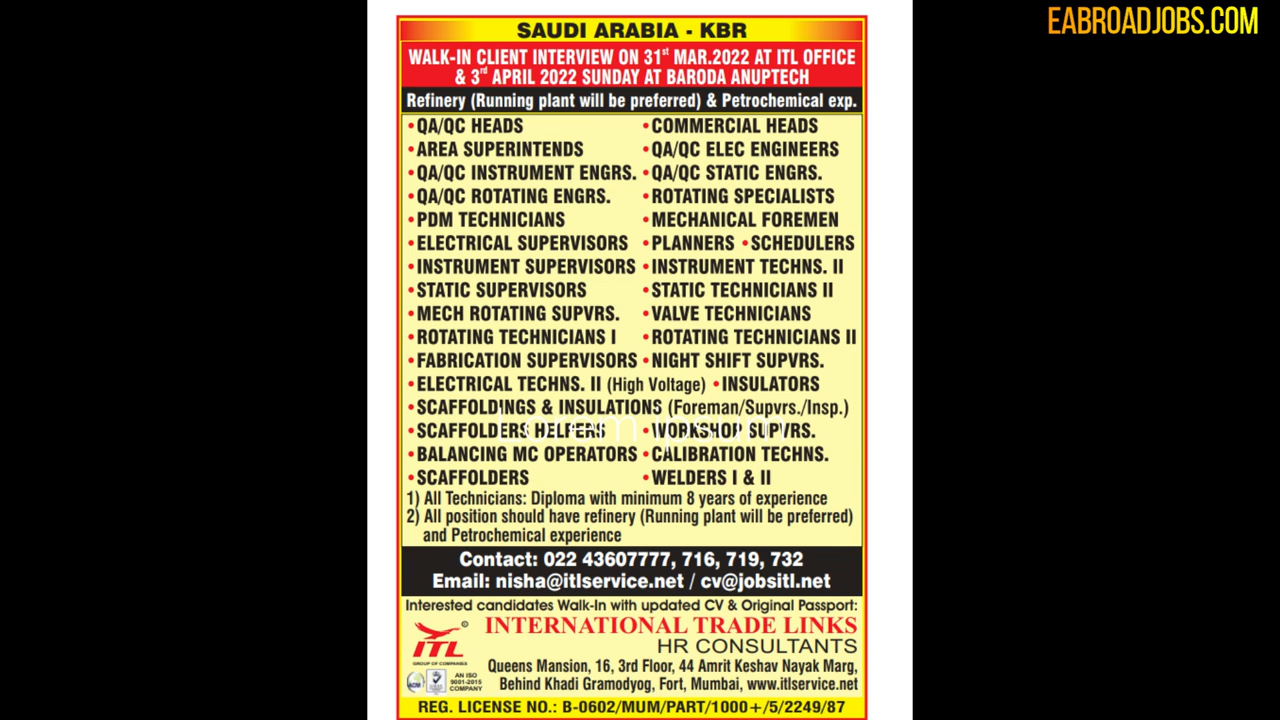 EABROADJOBS.COM
SAUDI ARABIA - KBR
WALK-IN CLIENT INTERVIEW ON 31st MAR.2022 AT ITL OFFICE
& 3rd APRIL 2022 SUNDAY AT BARODA ANUPTECH
Refinery (Running plant will be preferred) & Petrochemical exp.
•QA/QC HEADS •COMMERCIAL HEADS
•AREA SUPERINTENDS •QA/QC ELEC ENGINEERS
•QA/QC INSTRUMENT ENGRS. •QA/QC STATIC ENGRS.
•QA/QC ROTATING ENGRS. •ROTATING SPECIALISTS
•PDM TECHNICIANS •MECHANICAL FOREMEN
•ELECTRICAL SUPERVISORS •PLANNERS •SCHEDULERS
•INSTRUMENT SUPERVISORS •INSTRUMENT TECHNS. II
•STATIC SUPERVISORS •STATIC TECHNICIANS II
•MECH ROTATING SUPVRS. •VALVE TECHNICIANS
•ROTATING TECHNICIANS I •ROTATING TECHNICIANS II
•FABRICATION SUPERVISORS •NIGHT SHIFT SUPVRS.
•ELECTRICAL TECHNS. II (High Voltage) •INSULATORS
•SCAFFOLDINGS & INSULATIONS (Foreman/Supvrs./Insp.)
•SCAFFOLDERS HELPERS •WORKSHOP SUPVRS.
Lorem ipsum
•BALANCING MC OPERATORS •CALIBRATION TECHNS.
•SCAFFOLDERS •WELDERS I & II
1) All Technicians: Diploma with minimum 8 years of experience
2) All position should have refinery (Running plant will be preferred)
and Petrochemical experience
Contact: 022 43607777, 716, 719, 732
Email: nisha@itlservice.net / cv@jobsitl.net
Interested candidates Walk-In with updated CV & Original Passport:
INTERNATIONAL TRADE LINKS
HR CONSULTANTS
ITL
GROUP OF COMPANIES
AN ISO
9001-2015
COMPANY
Queens Mansion, 16, 3rd Floor, 44 Amrit Keshav Nayak Marg,
Behind Khadi Gramodyog, Fort, Mumbai, www.itlservice.net
REG. LICENSE NO.: B-0602/MUM/PART/1000+/5/2249/87